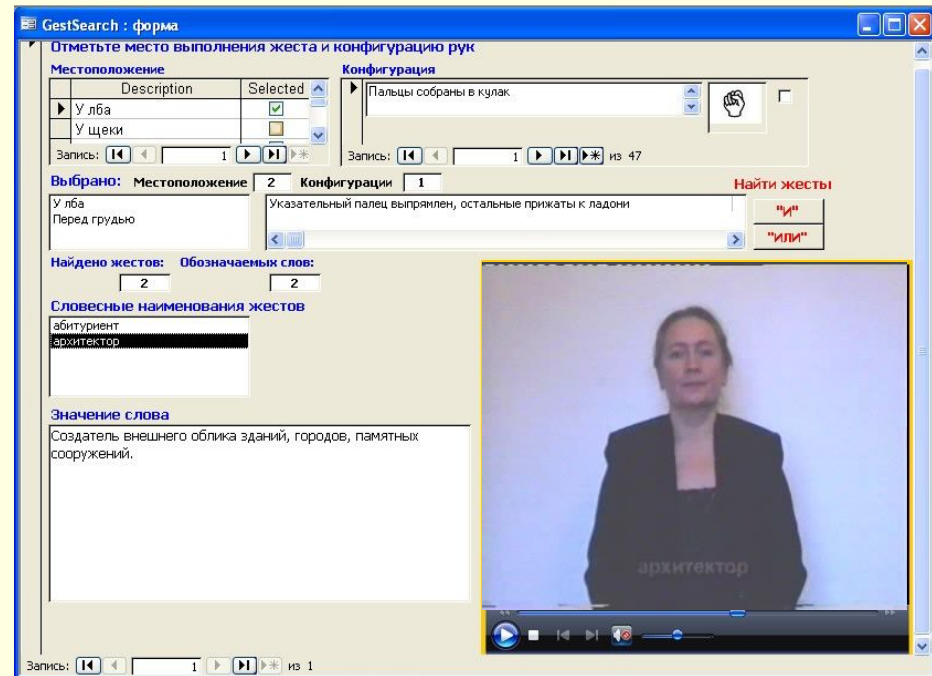 GestSearch : форма
Отметьте место выполнения жеста и конфигурацию рук
Местоположение Конфигурация
Description Selected
У лба
У щеки
Пальцы собраны в кулак
Запись: 1
Запись: 1 из 47
Выбрано: Местоположение 2 Конфигурации 1
Найти жесты
У лба
Перед грудью
Указательный палец выпрямлен, остальные прижаты к ладони
"И"
"ИЛИ"
Найдено жестов: Обозначаемых слов:
2 2
Словесные наименования жестов
абитуриент
архитектор
Значение слова
Создатель внешнего облика зданий, городов, памятных
сооружений.
архитектор
Запись: 1 из 1